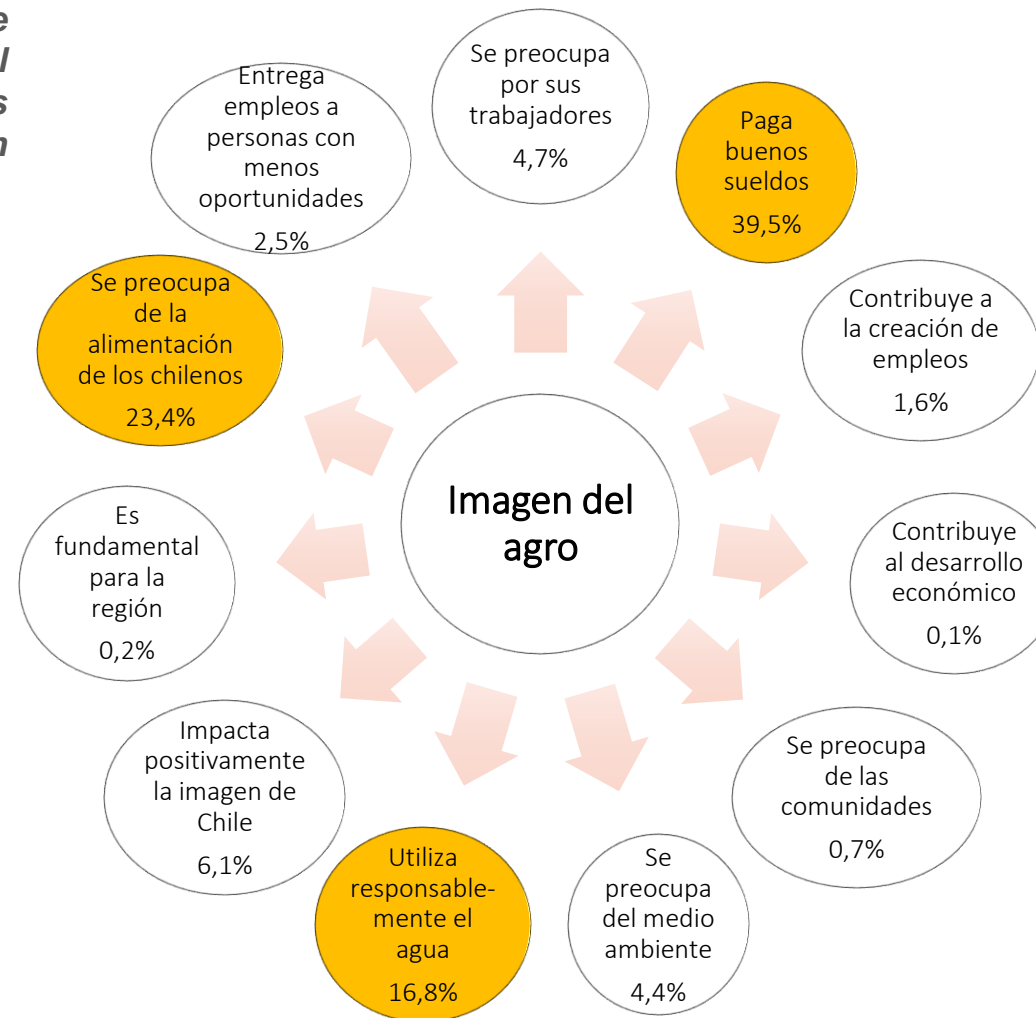 e
l
s
n
Se preocupa
por sus
trabajadores
4,7%
Paga
buenos
sueldos
39,5%
Contribuye a
la creación de
empleos
1,6%
Contribuye
al desarrollo
económico
0,1%
Se preocupa
de las
comunidades
0,7%
Se
preocupa
del medio
ambiente
4,4%
Utiliza
responsable-
mente el
agua
16,8%
Impacta
positivamente
la imagen de
Chile
6,1%
Es
fundamental
para la
región
0,2%
Se preocupa
de la
alimentación
de los chilenos
23,4%
Entrega
empleos a
personas con
menos
oportunidades
2,5%
Imagen del
agro